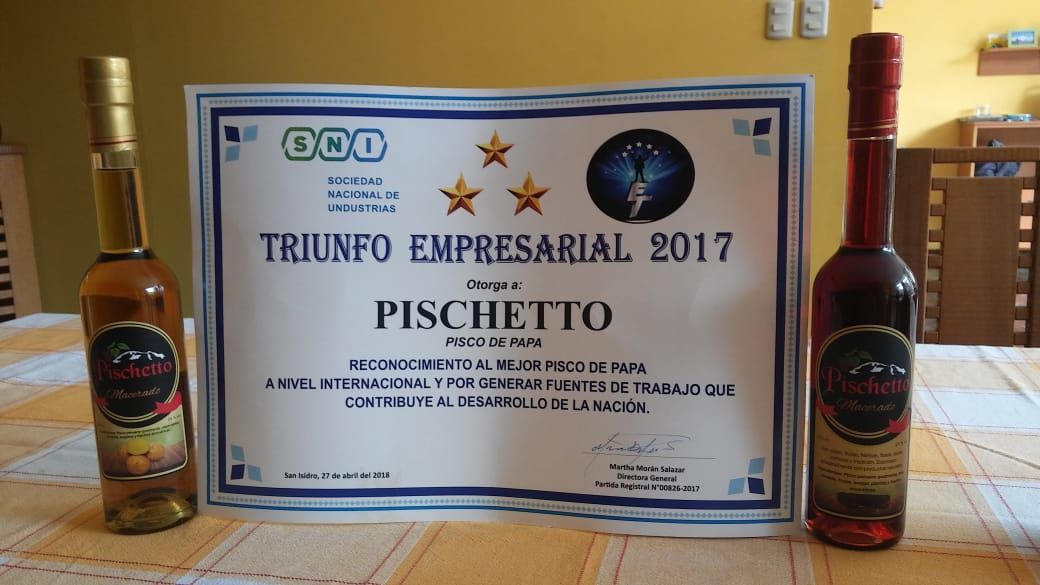 SNI
SOCIEDAD
NACIONAL DE
UNDUSTRIAS
ET
TRIUNFO EMPRESARIAL 2017
Otorga a:
PISCHETTO
PISCO DE PAPA
RECONOCIMIENTO AL MEJOR PISCO DE PAPA
A NIVEL INTERNACIONAL Y POR GENERAR FUENTES DE TRABAJO QUE
CONTRIBUYE AL DESARROLLO DE LA NACIÓN.
San Isidro, 27 de abril del 2018
Martha Morán Salazar
Directora General
Partida Registral N°00826-2017
Pischetto
Macerado
Pischetto
Macerado